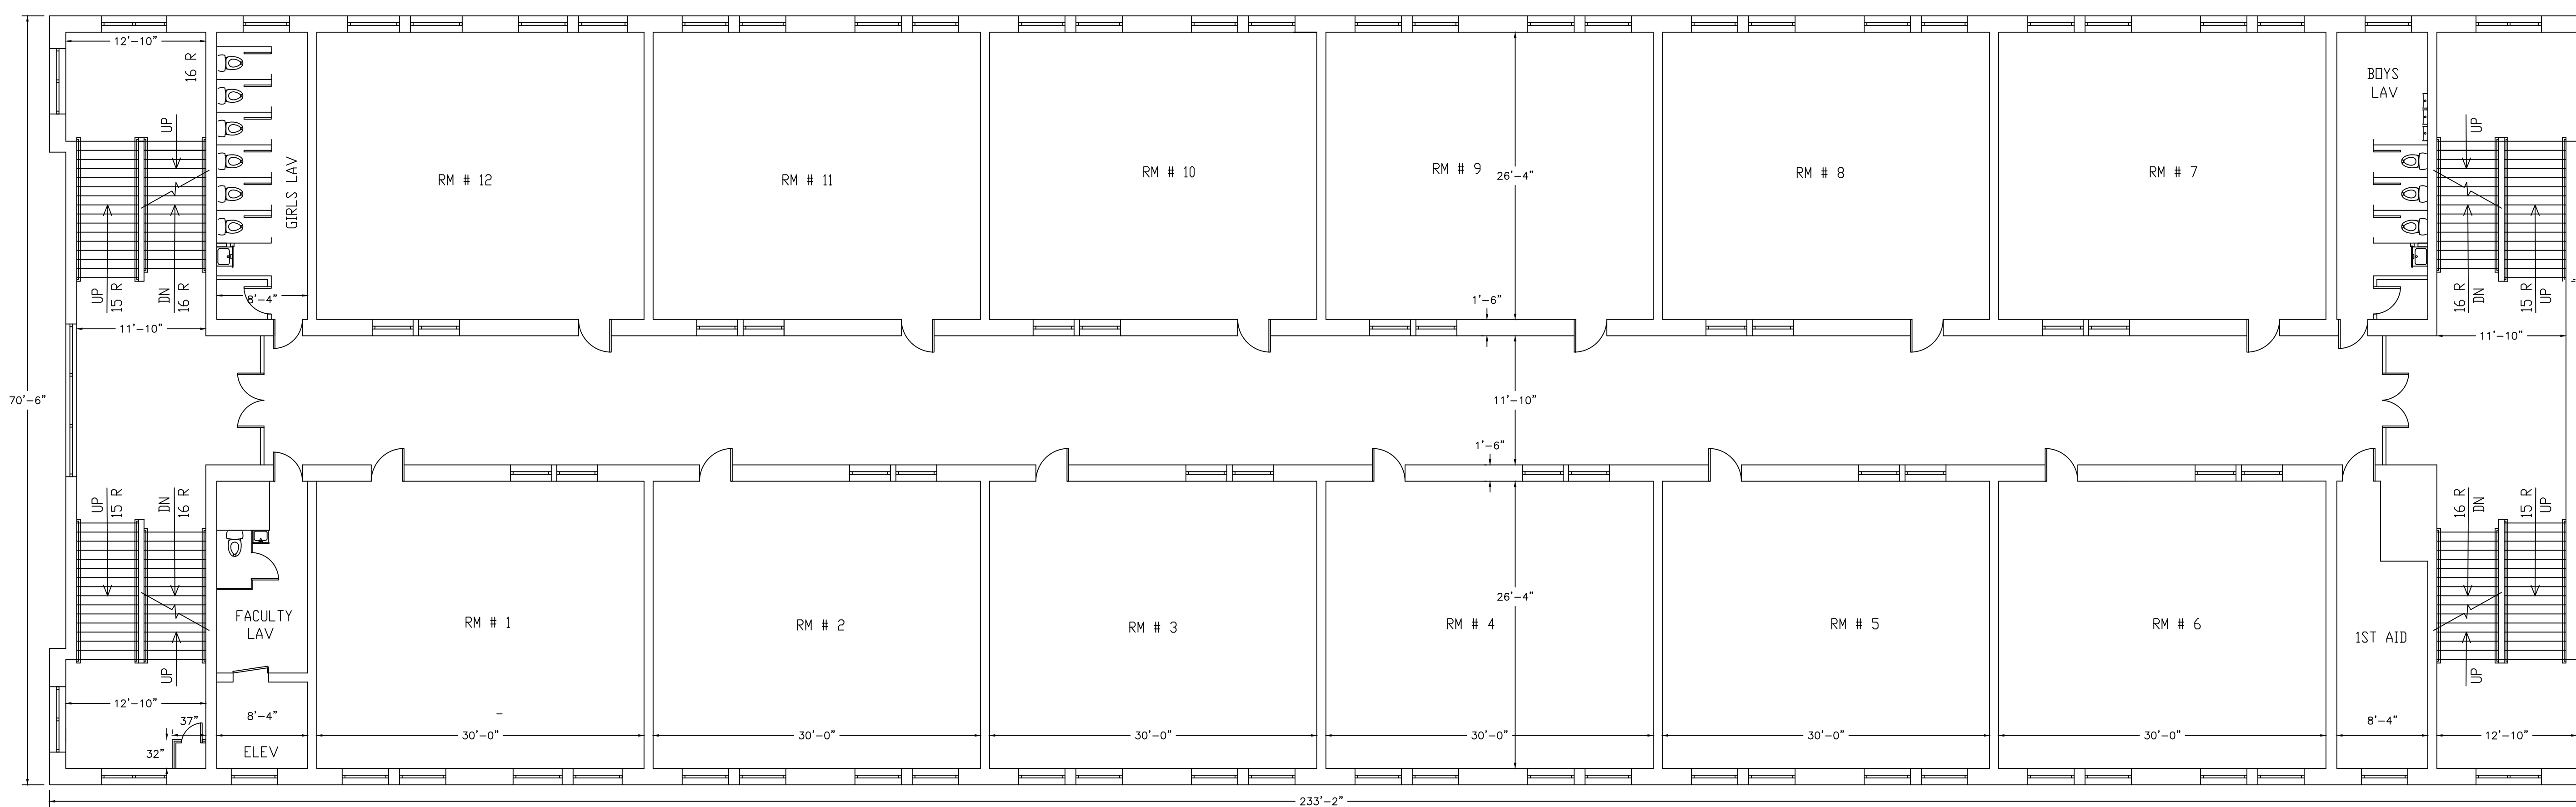 12'-10"
16 R
UP
GIRLS LAV
BOYS
LAV
UP
RM # 12
RM # 11
RM # 10
RM # 9
26'-4"
RM # 8
RM # 7
UP
15 R
DN
16 R
8'-4"
1'-6"
16 R
DN
15 R
UP
11'-10"
11'-10"
70'-6"
11'-10"
1'-6"
UP
15 R
DN
16 R
16 R
DN
15 R
UP
26'-4"
FACULTY
LAV
RM # 1
RM # 2
RM # 3
RM # 4
RM # 5
RM # 6
1ST AID
UP
UP
12'-10"
37"
32"
8'-4"
ELEV
30'-0"
30'-0"
30'-0"
30'-0"
30'-0"
30'-0"
8'-4"
12'-10"
233'-2"